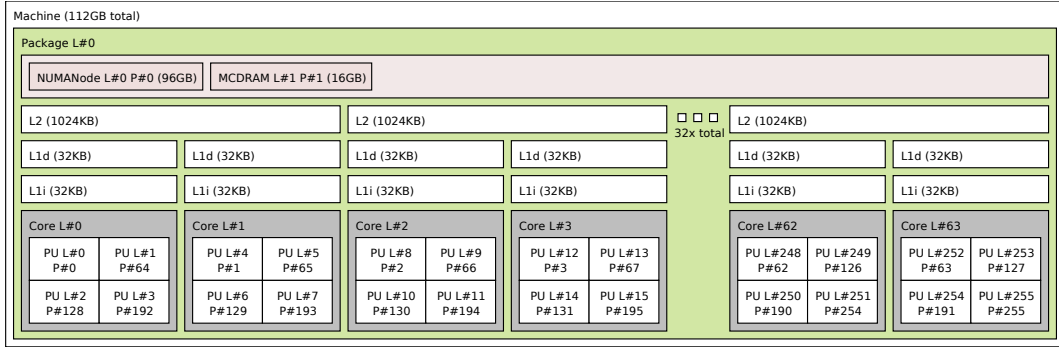 Machine (112GB total)
Package L#0
NUMANode L#0 P#0 (96GB)
MCDRAM L#1 P#1 (16GB)
L2 (1024KB)
L2 (1024KB)
32x total
L2 (1024KB)
L1d (32KB)
L1d (32KB)
L1d (32KB)
L1d (32KB)
L1d (32KB)
L1d (32KB)
L1i (32KB)
L1i (32KB)
L1i (32KB)
L1i (32KB)
L1i (32KB)
L1i (32KB)
Core L#0
PU L#0
P#0
PU L#1
P#64
PU L#2
P#128
PU L#3
P#192
Core L#1
PU L#4
P#1
PU L#5
P#65
PU L#6
P#129
PU L#7
P#193
Core L#2
PU L#8
P#2
PU L#9
P#66
PU L#10
P#130
PU L#11
P#194
Core L#3
PU L#12
P#3
PU L#13
P#67
PU L#14
P#131
PU L#15
P#195
Core L#62
PU L#248
P#62
PU L#249
P#126
PU L#250
P#190
PU L#251
P#254
Core L#63
PU L#252
P#63
PU L#253
P#127
PU L#254
P#191
PU L#255
P#255